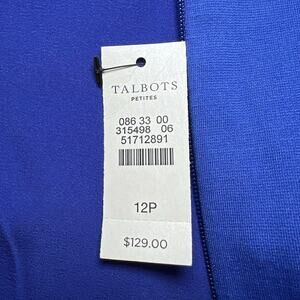 TALBOTS
PETITES
086 33 00
315498 06
51712891
12P
$129.00